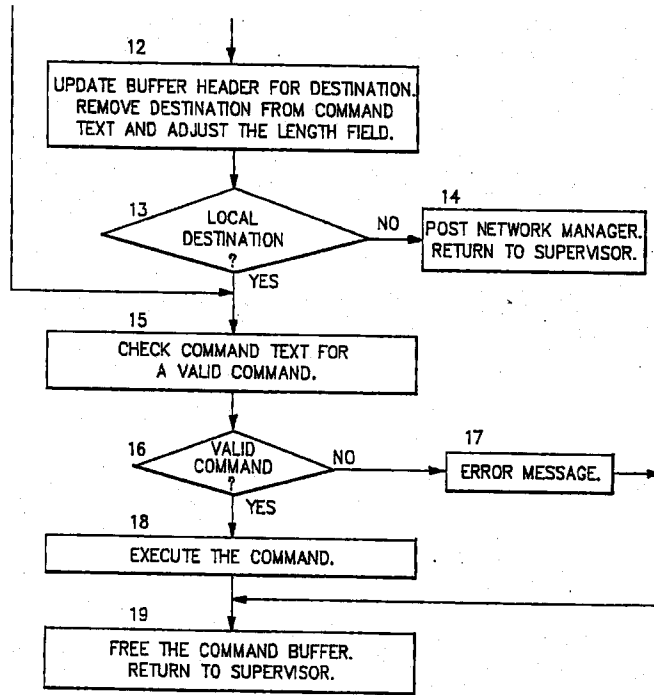 12
UPDATE BUFFER HEADER FOR DESTINATION.
REMOVE DESTINATION FROM COMMAND
TEXT AND ADJUST THE LENGTH FIELD.
13
LOCAL
DESTINATION
?
NO
YES
14
POST NETWORK MANAGER.
RETURN TO SUPERVISOR.
15
CHECK COMMAND TEXT FOR
A VALID COMMAND.
16
VALID
COMMAND
?
NO
YES
17
ERROR MESSAGE.
18
EXECUTE THE COMMAND.
19
FREE THE COMMAND BUFFER.
RETURN TO SUPERVISOR.